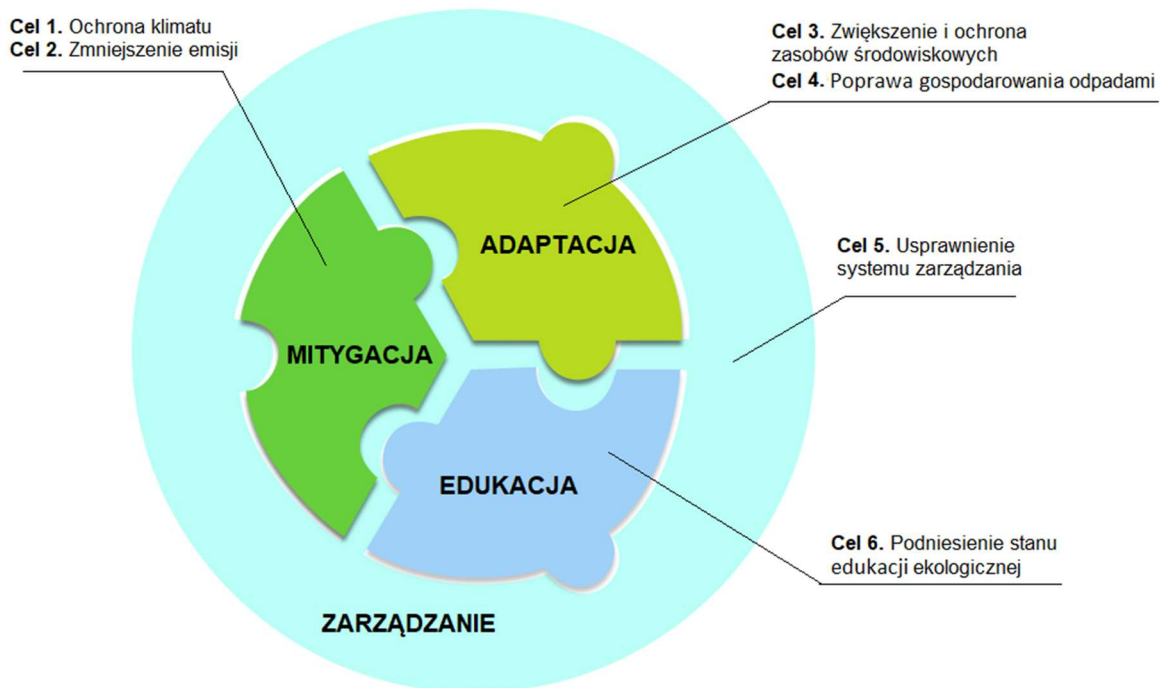 Cel 1. Ochrona klimatu
Cel 2. Zmniejszenie emisji
Cel 3. Zwiększenie i ochrona
zasobów środowiskowych
Cel 4. Poprawa gospodarowania odpadami
ADAPTACJA
Cel 5. Usprawnienie
systemu zarządzania
MITYGACJA
EDUKACJA
Cel 6. Podniesienie stanu
edukacji ekologicznej
ZARZĄDZANIE